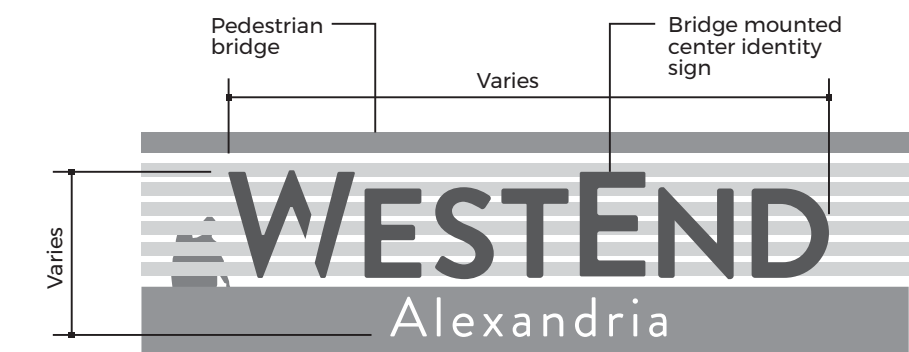 Pedestrian
bridge
Bridge mounted
center identity
sign
Varies
Varies
WESTEND
Alexandria